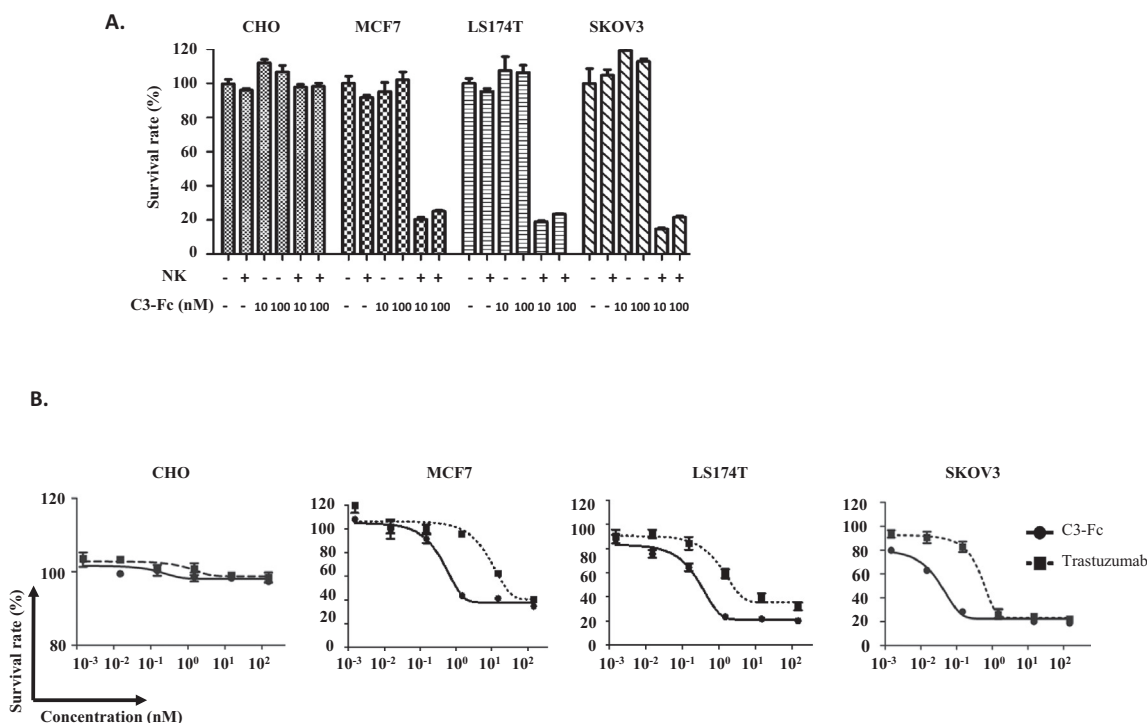 A.
CHO MCF7 LS174T SKOV3
Survival rate (%)
120
100
80
60
40
20
0
NK - + - - + + - + - - + + - + - - + + - + - - + +
C3-Fc (nM) - - 10 100 10 100 - - 10 100 10 100 - - 10 100 10 100 - - 10 100 10 100
B.
CHO
120
100
80
10-3 10-2 10-1 100 101 102
MCF7
120
100
80
60
40
20
0
10-3 10-2 10-1 100 101 102
LS174T
120
100
80
60
40
20
0
10-3 10-2 10-1 100 101 102
SKOV3
120
100
80
60
40
20
0
10-3 10-2 10-1 100 101 102
C3-Fc
Trastuzumab
Survival rate (%)
Concentration (nM)